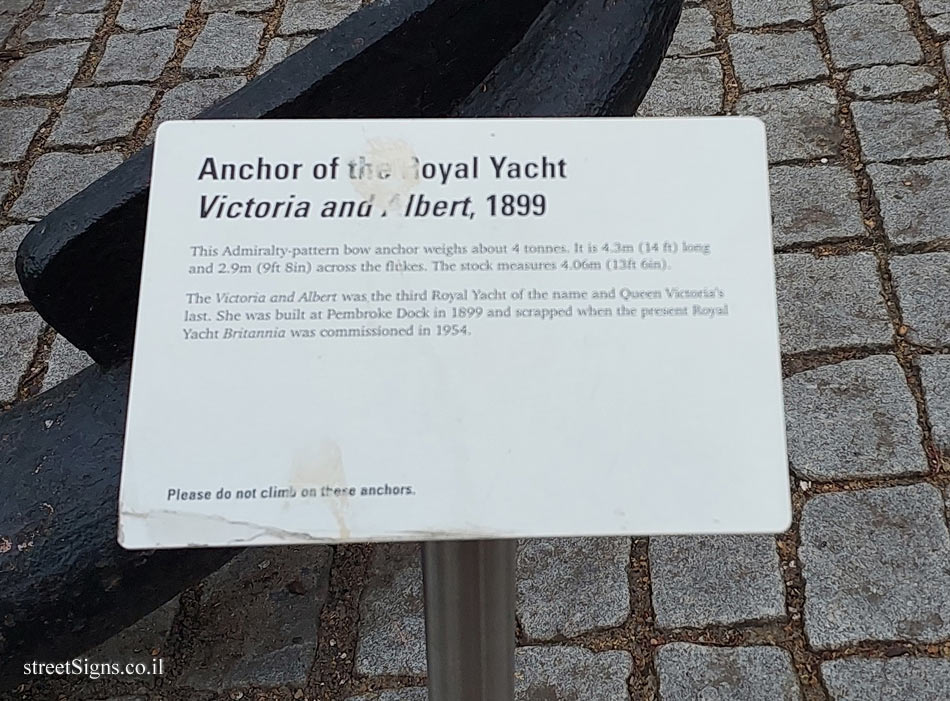 Anchor of the Royal Yacht
Victoria and Albert, 1899
This Admiralty-pattern bow anchor weighs about 4 tonnes. It is 4.3m (14 ft) long
and 2.9m (9ft 8in) across the flukes. The stock measures 4.06m (13ft 6in).
The Victoria and Albert was the third Royal Yacht of the name and Queen Victoria's
last. She was built at Pembroke Dock in 1899 and scrapped when the present Royal
Yacht Britannia was commissioned in 1954.
Please do not climb on these anchors.
streetSigns.co.il